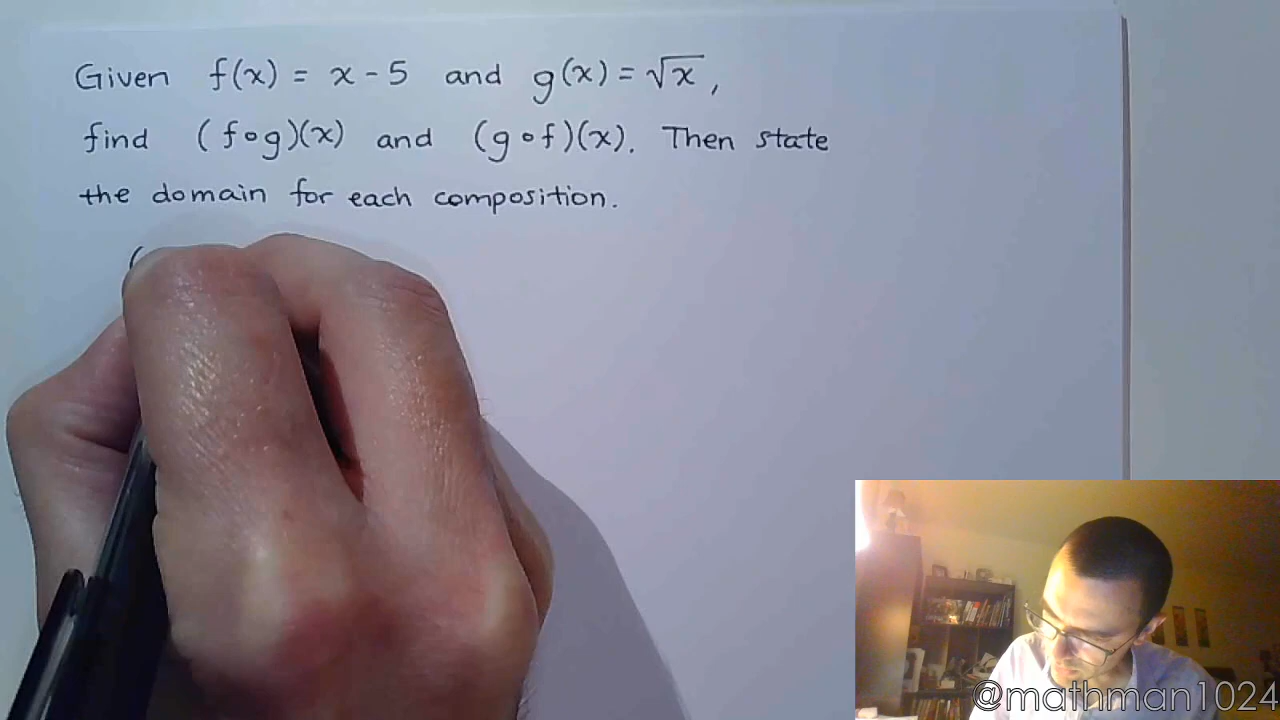 Given f(x) = x - 5 and g(x) = √x,
find (f∘g)(x) and (g∘f)(x). Then state
the domain for each composition.
(
@mathman1024